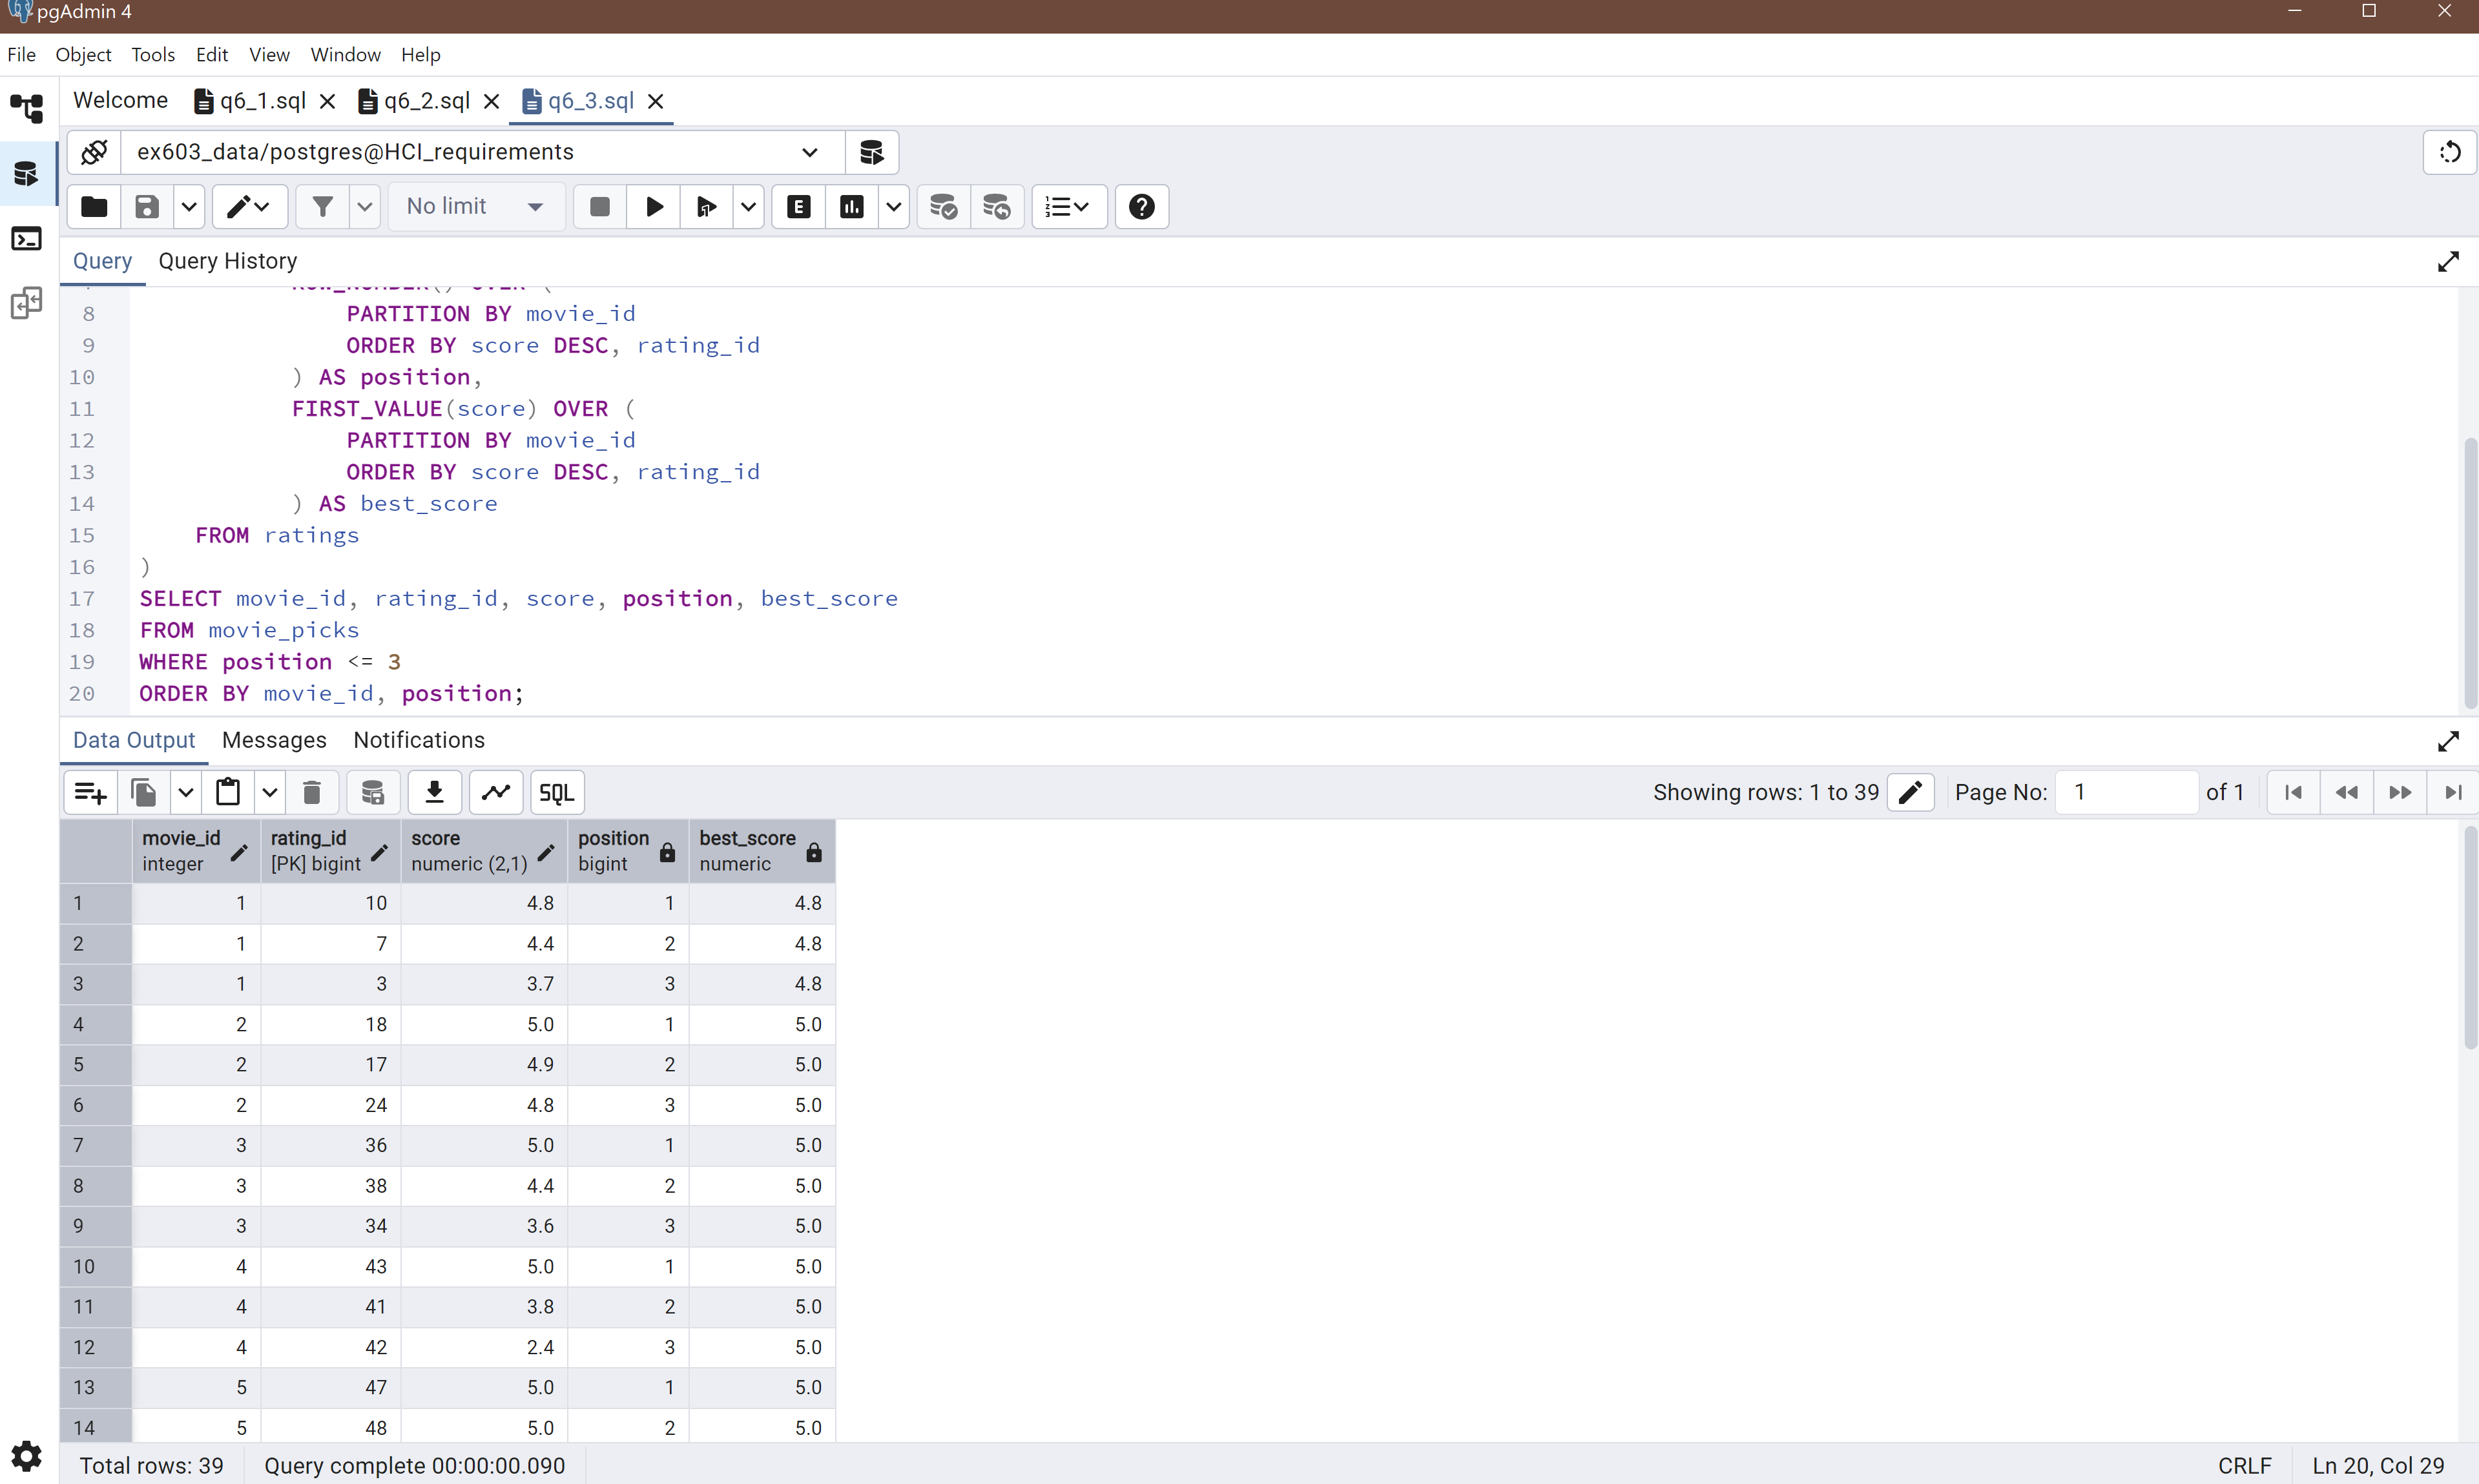 pgAdmin 4
File Object Tools Edit View Window Help
Welcome q6_1.sql q6_2.sql q6_3.sql
ex603_data/postgres@HCI_requirements
No limit
Query Query History
ROW_NUMBER() OVER (
8 PARTITION BY movie_id
9 ORDER BY score DESC, rating_id
10 ) AS position,
11 FIRST_VALUE(score) OVER (
12 PARTITION BY movie_id
13 ORDER BY score DESC, rating_id
14 ) AS best_score
15 FROM ratings
16 )
17 SELECT movie_id, rating_id, score, position, best_score
18 FROM movie_picks
19 WHERE position <= 3
20 ORDER BY movie_id, position;
Data Output Messages Notifications
SQL Showing rows: 1 to 39 Page No: 1 of 1
movie_id rating_id score position best_score
integer [PK] bigint numeric (2,1) bigint numeric
1 1 10 4.8 1 4.8
2 1 7 4.4 2 4.8
3 1 3 3.7 3 4.8
4 2 18 5.0 1 5.0
5 2 17 4.9 2 5.0
6 2 24 4.8 3 5.0
7 3 36 5.0 1 5.0
8 3 38 4.4 2 5.0
9 3 34 3.6 3 5.0
10 4 43 5.0 1 5.0
11 4 41 3.8 2 5.0
12 4 42 2.4 3 5.0
13 5 47 5.0 1 5.0
14 5 48 5.0 2 5.0
Total rows: 39 Query complete 00:00:00.090 CRLF Ln 20, Col 29